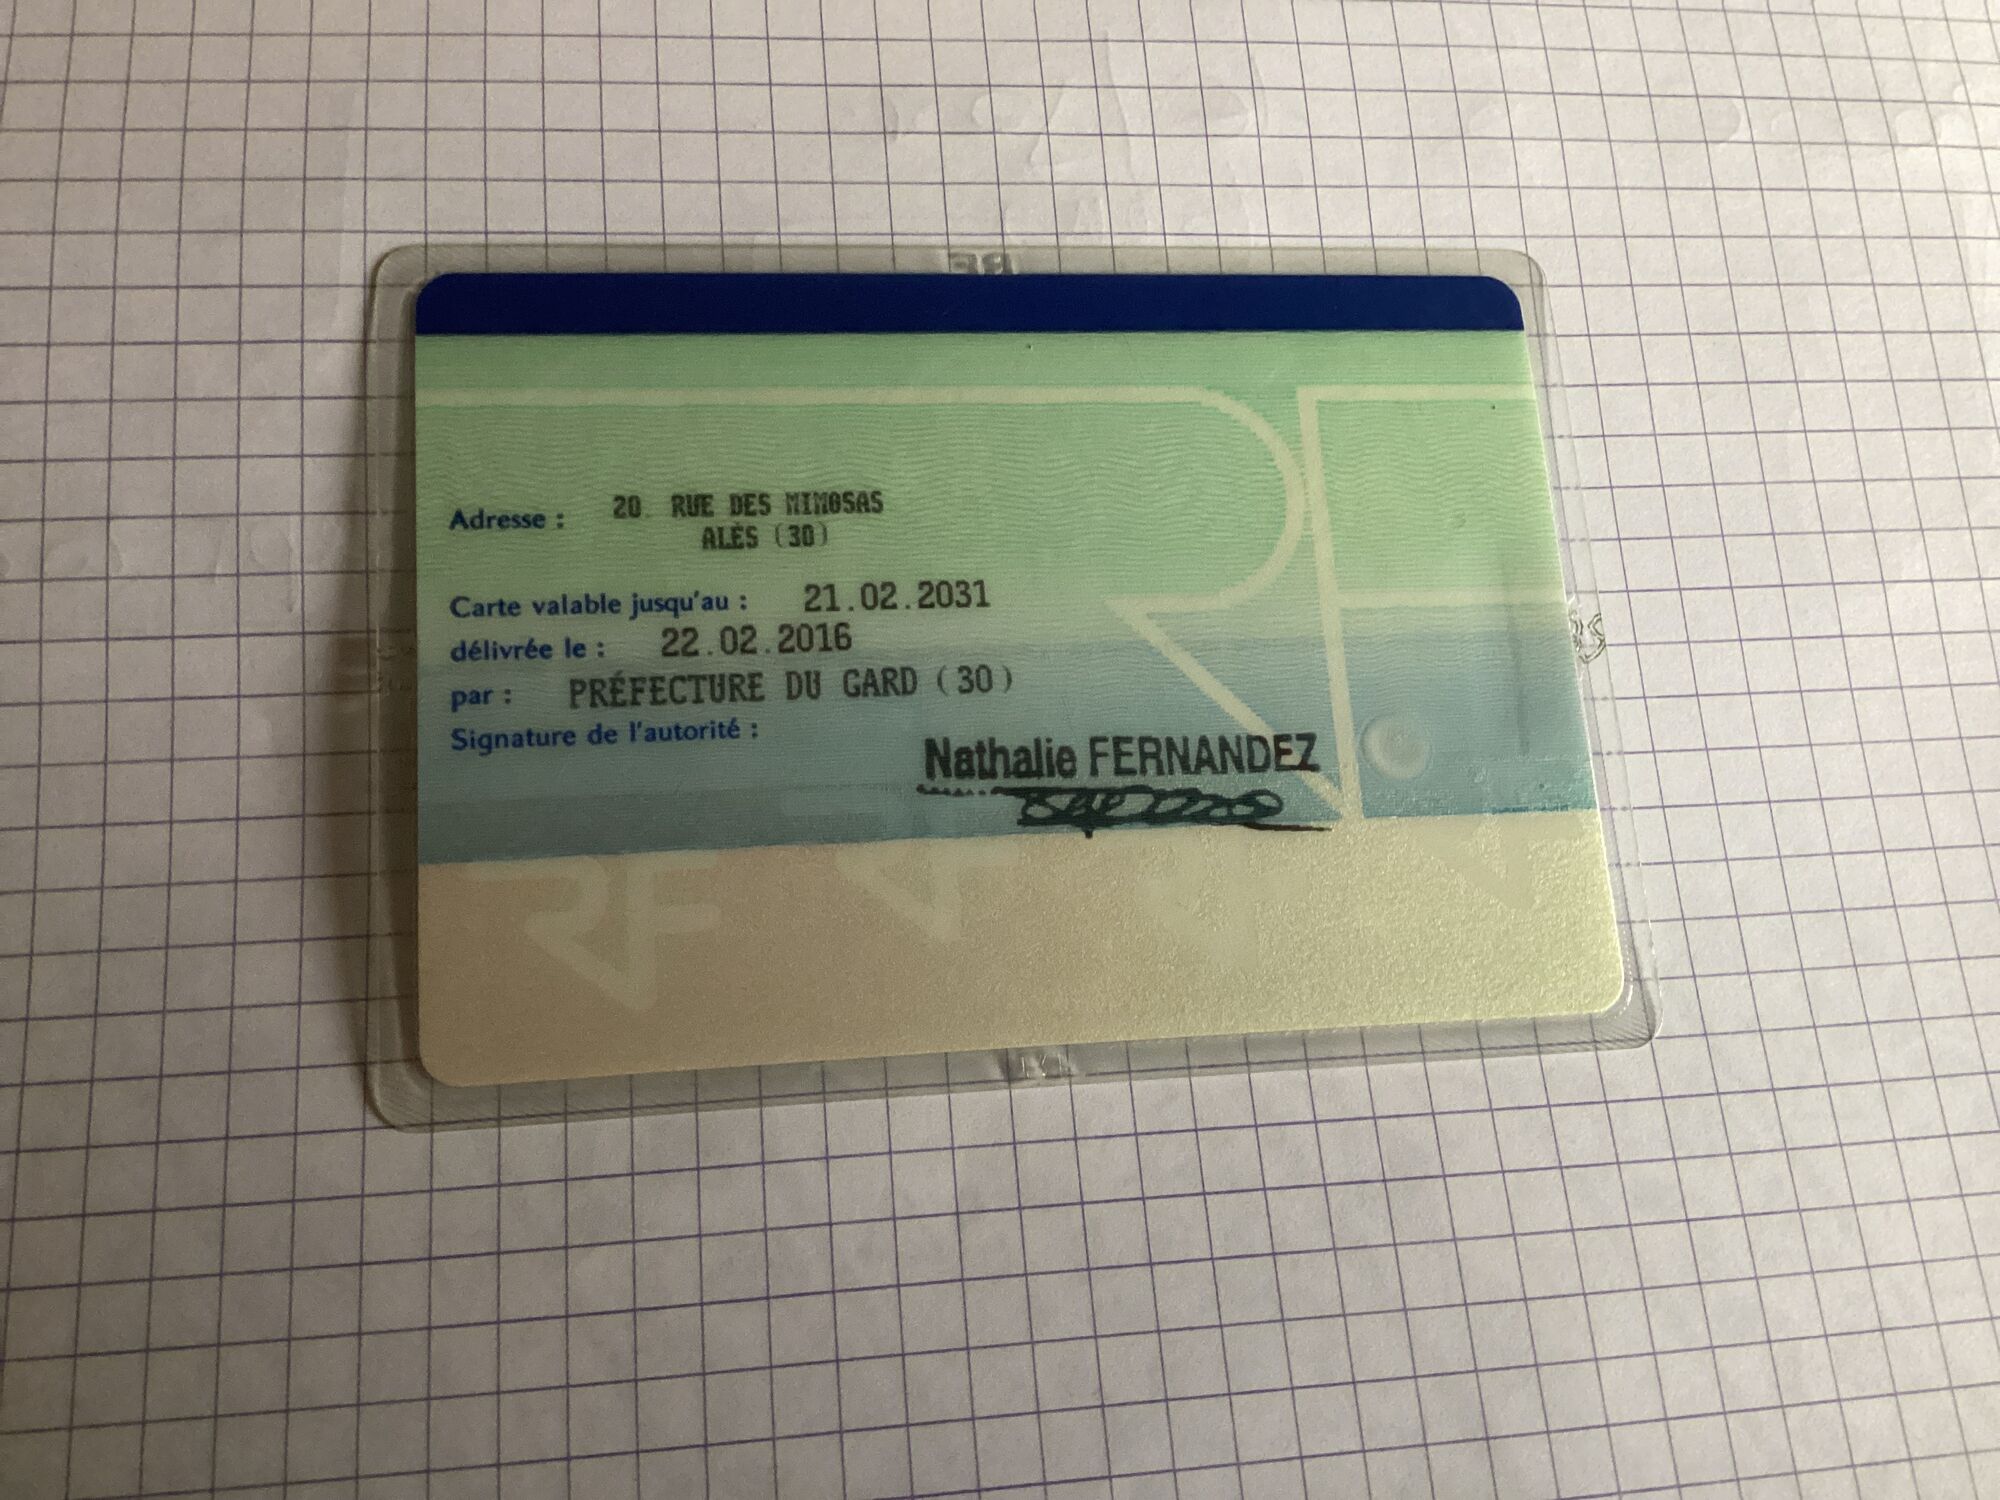 Adresse : 20 RUE DES MIMOSAS
ALÈS (30)
Carte valable jusqu'au : 21.02.2031
délivrée le : 22.02.2016
par : PRÉFECTURE DU GARD (30)
Signature de l'autorité :
Nathalie FERNANDEZ
RF